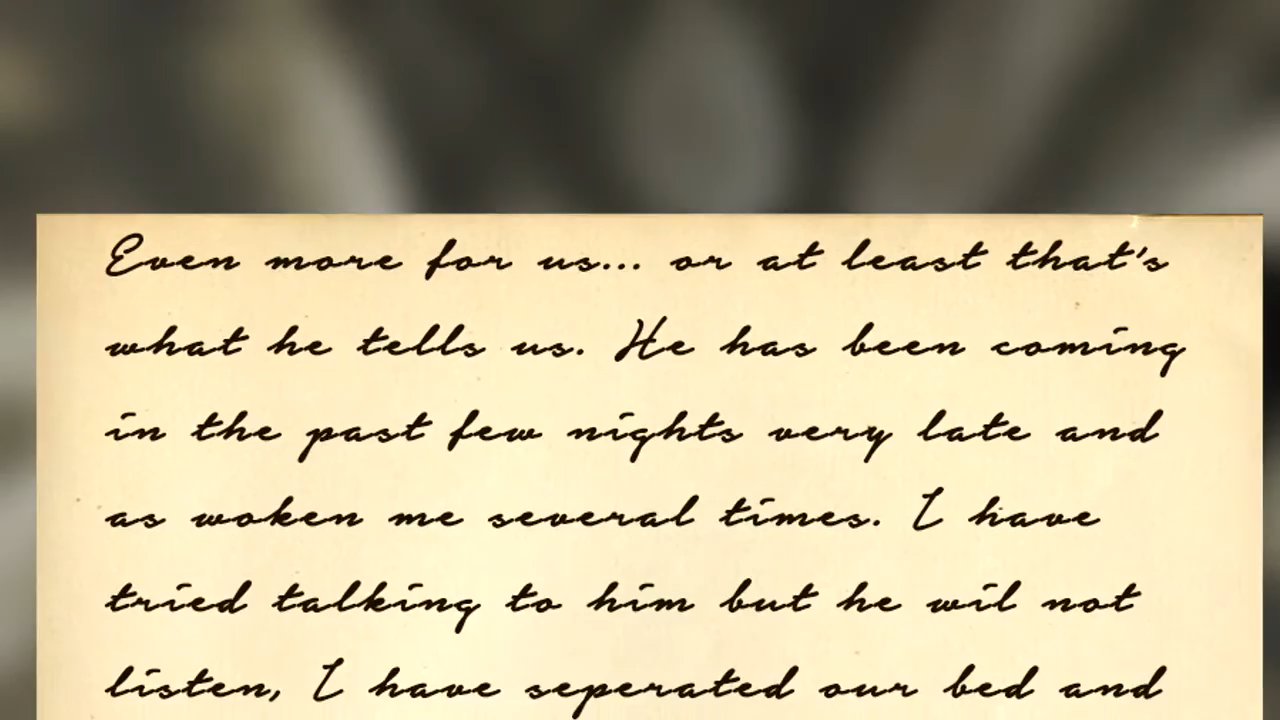 Even more for us... or at least that's
what he tells us. He has been coming
in the past few nights very late and
as woken me several times. I have
tried talking to him but he wil not
listen, I have seperated our bed and